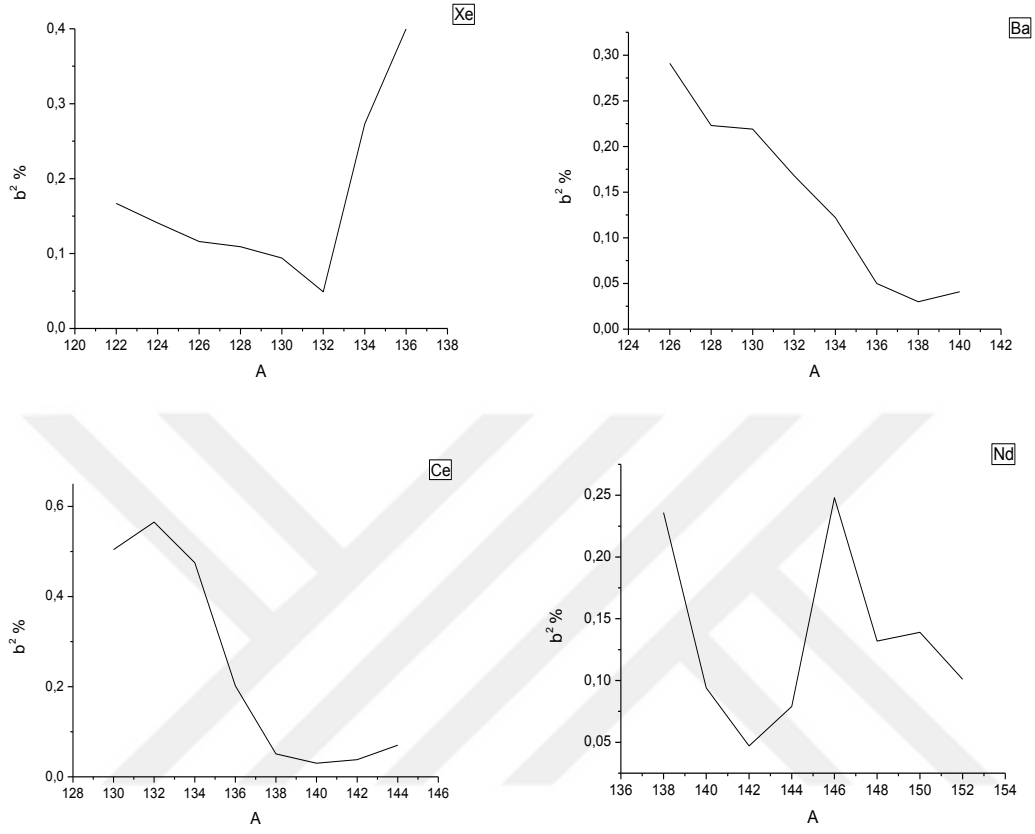 Xe
0,4
0,3
0,2
0,1
0,0
b² %
120 122 124 126 128 130 132 134 136 138
A
Ba
0,30
0,25
0,20
0,15
0,10
0,05
0,00
b² %
124 126 128 130 132 134 136 138 140 142
A
Ce
0,6
0,4
0,2
0,0
b² %
128 130 132 134 136 138 140 142 144 146
A
Nd
0,25
0,20
0,15
0,10
0,05
b² %
136 138 140 142 144 146 148 150 152 154
A